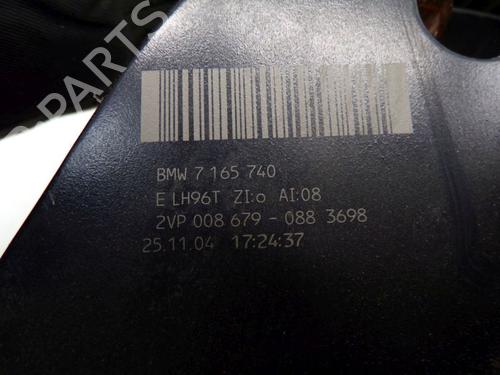 B PARTS
BMW 7 165 740
E LH96T ZI:o AI:08
2VP 008 679 - 088 3698
25.11.04 17:24:37